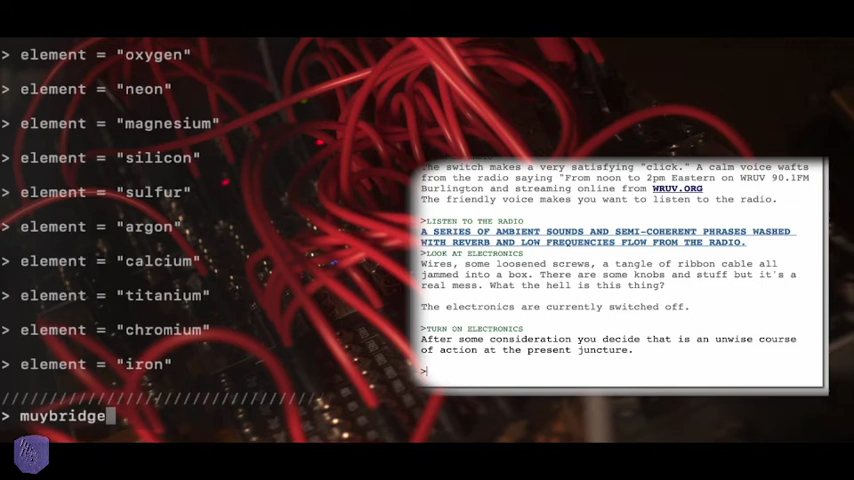 > element = "oxygen"
> element = "neon"
> element = "magnesium"
> element = "silicon"
> element = "sulfur"
> element = "argon"
> element = "calcium"
> element = "titanium"
> element = "chromium"
> element = "iron"
/////////////////////////////////////
> muybridge
The switch makes a very satisfying "click." A calm voice wafts
from the radio saying "From noon to 2pm Eastern on WRUV 90.1FM
Burlington and streaming online from WRUV.ORG
The friendly voice makes you want to listen to the radio.
>LISTEN TO THE RADIO
A SERIES OF AMBIENT SOUNDS AND SEMI-COHERENT PHRASES WASHED
WITH REVERB AND LOW FREQUENCIES FLOW FROM THE RADIO.
>LOOK AT ELECTRONICS
Wires, some loosened screws, a tangle of ribbon cable all
jammed into a box. There are some knobs and stuff but it's a
real mess. What the hell is this thing?
The electronics are currently switched off.
>TURN ON ELECTRONICS
After some consideration you decide that is an unwise course
of action at the present juncture.
>